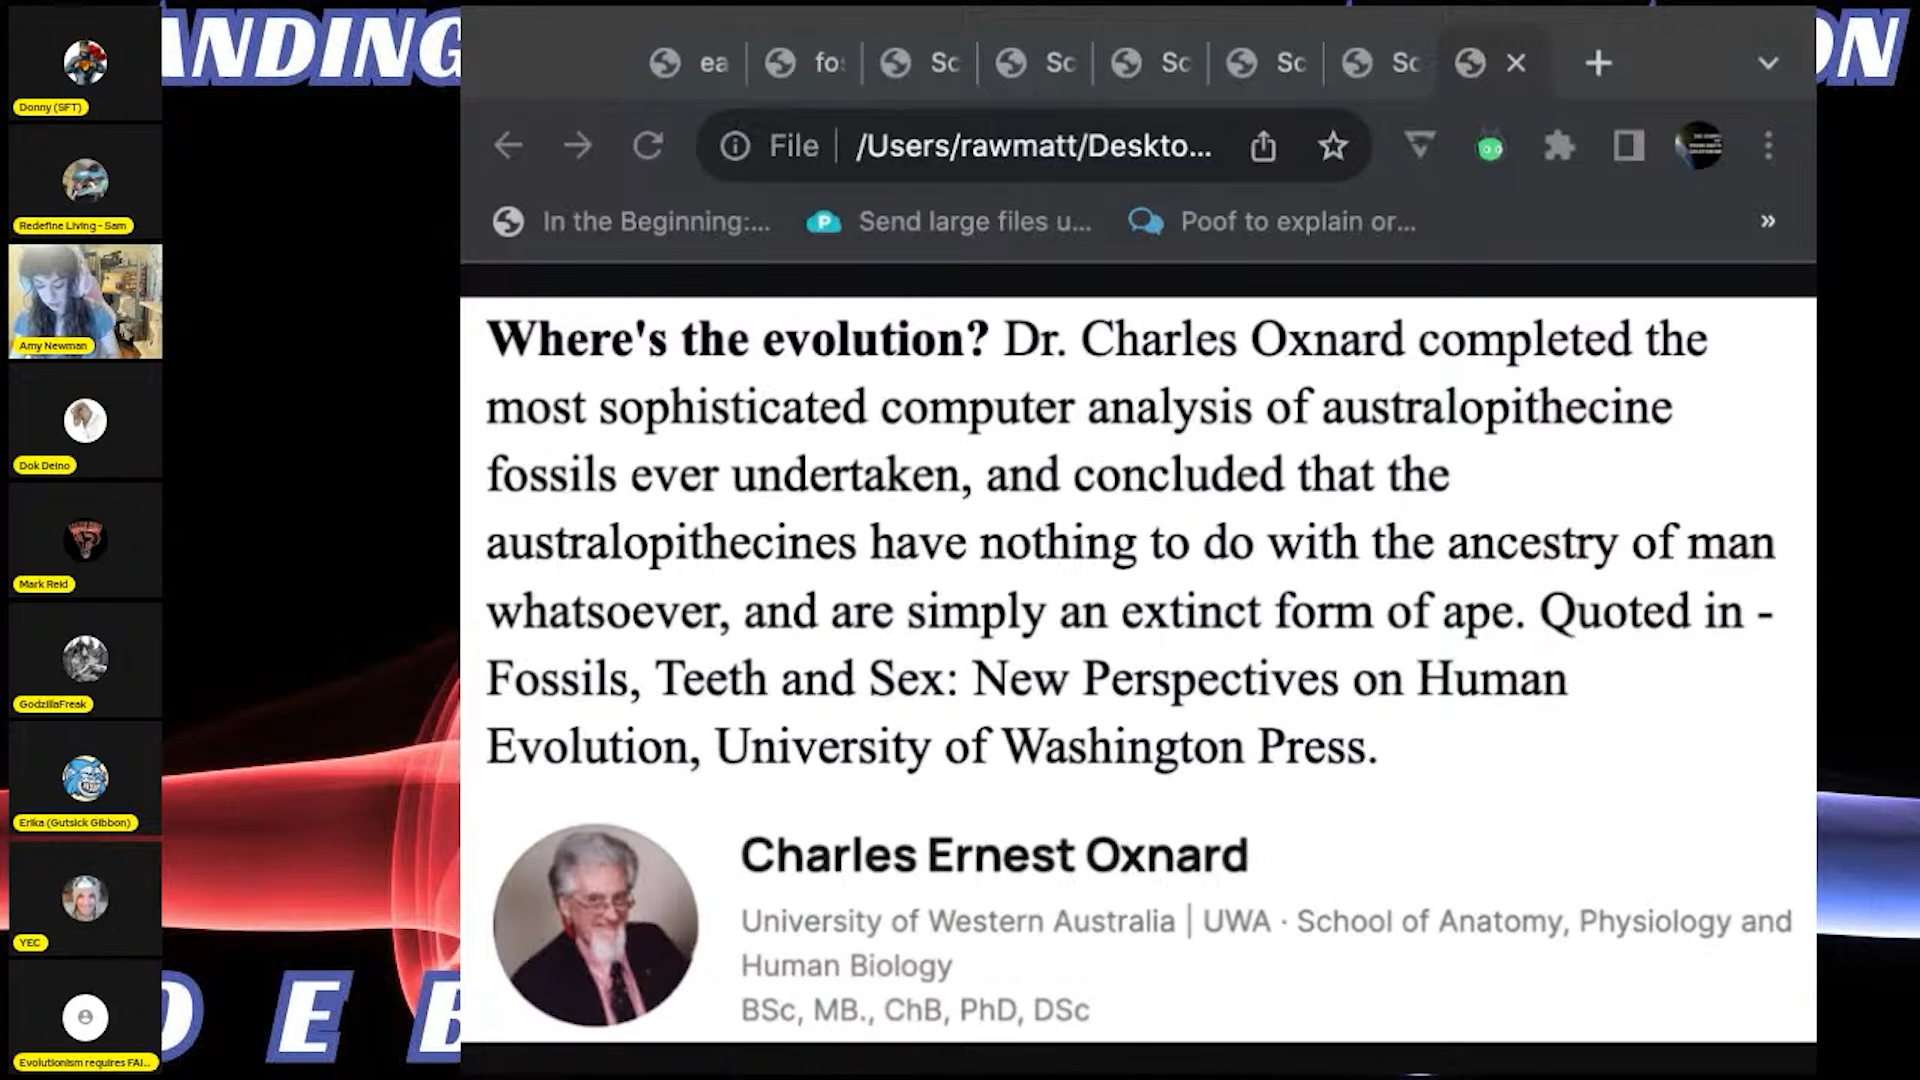 ANDING
ON
ea
fo
Sc
Sc
Sc
Sc
Sc
File
/Users/rawmatt/Deskto...
In the Beginning:...
Send large files u...
Poof to explain or...
»
Where's the evolution? Dr. Charles Oxnard completed the
most sophisticated computer analysis of australopithecine
fossils ever undertaken, and concluded that the
australopithecines have nothing to do with the ancestry of man
whatsoever, and are simply an extinct form of ape. Quoted in -
Fossils, Teeth and Sex: New Perspectives on Human
Evolution, University of Washington Press.
Charles Ernest Oxnard
University of Western Australia | UWA · School of Anatomy, Physiology and
Human Biology
BSc, MB., ChB, PhD, DSc
Donny (SFT)
Redefine Living - Sam
Amy Newman
Dok Deino
Mark Reid
GodzillaFreak
Erika (Gutsick Gibbon)
YEC
Evolutionism requires FAI...
D E B